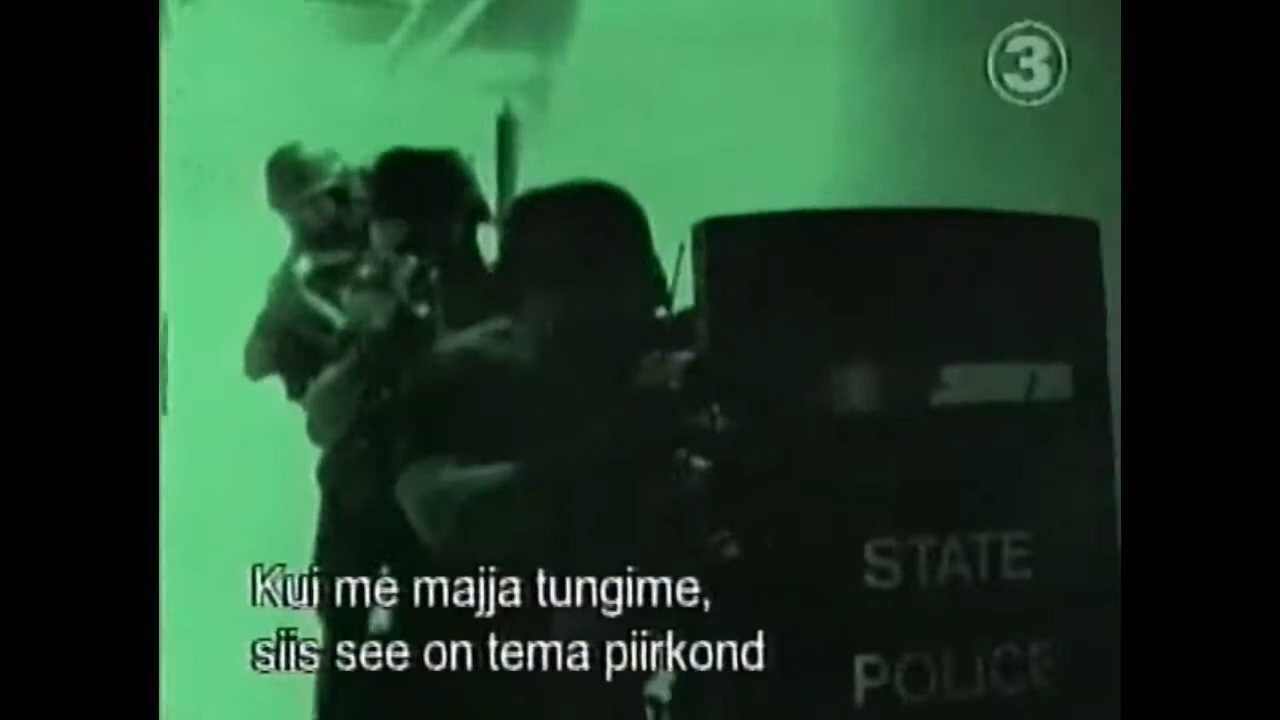 3
STATE
POLICE
Kui me majja tungime,
siis see on tema piirkond